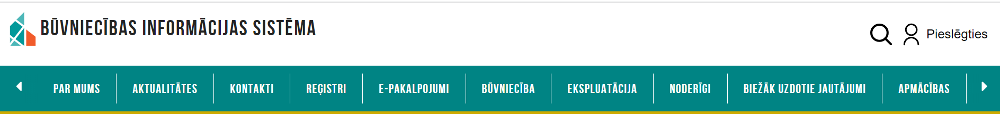 BŪVNIECĪBAS INFORMĀCIJAS SISTĒMA
Pieslēgties
PAR MUMS AKTUALITĀTES KONTAKTI REĢISTRI E-PAKALPOJUMI BŪVNIECĪBA EKSPLUATĀCIJA NODERĪGI BIEŽĀK UZDOTIE JAUTĀJUMI APMĀCĪBAS